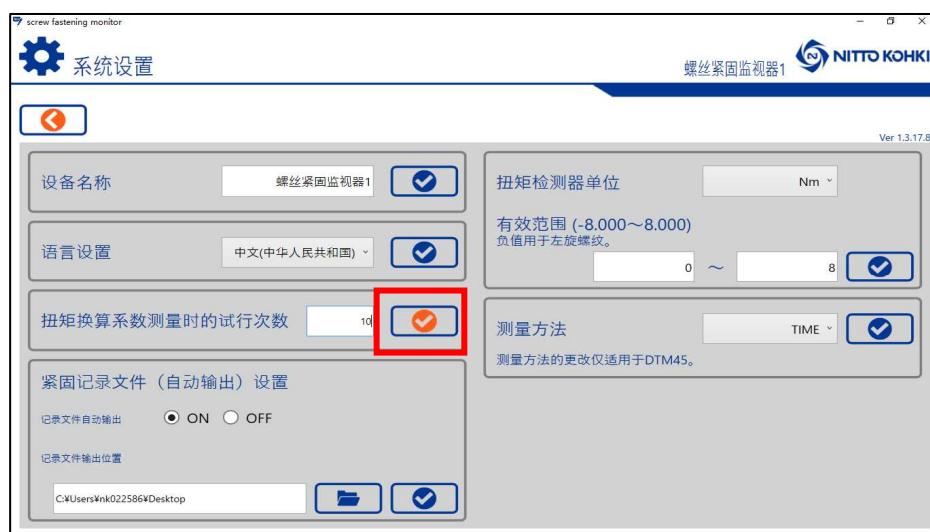 screw fastening monitor
系统设置
螺丝紧固监视器1
NITTO KOHKI
Ver 1.3.17.8
设备名称
螺丝紧固监视器1
语言设置
中文(中华人民共和国)
扭矩换算系数测量时的试行次数
10
紧固记录文件（自动输出）设置
记录文件自动输出 ON OFF
记录文件输出位置
C:¥Users¥nk022586¥Desktop
扭矩检测器单位
Nm
有效范围 (-8.000～8.000)
负值用于左旋螺纹。
0 ～ 8
测量方法
TIME
测量方法的更改仅适用于DTM45。